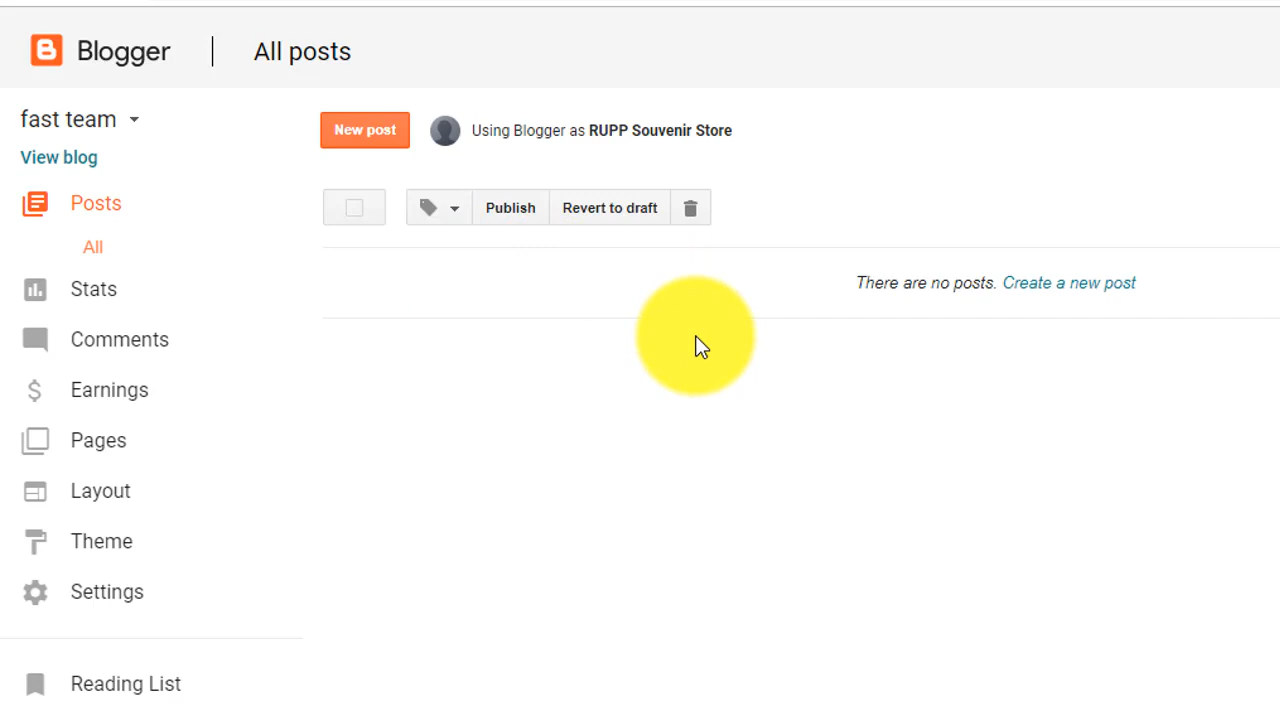 Blogger
All posts
fast team
View blog
Posts
All
Stats
Comments
Earnings
Pages
Layout
Theme
Settings
Reading List
New post
Using Blogger as RUPP Souvenir Store
Publish
Revert to draft
There are no posts. Create a new post